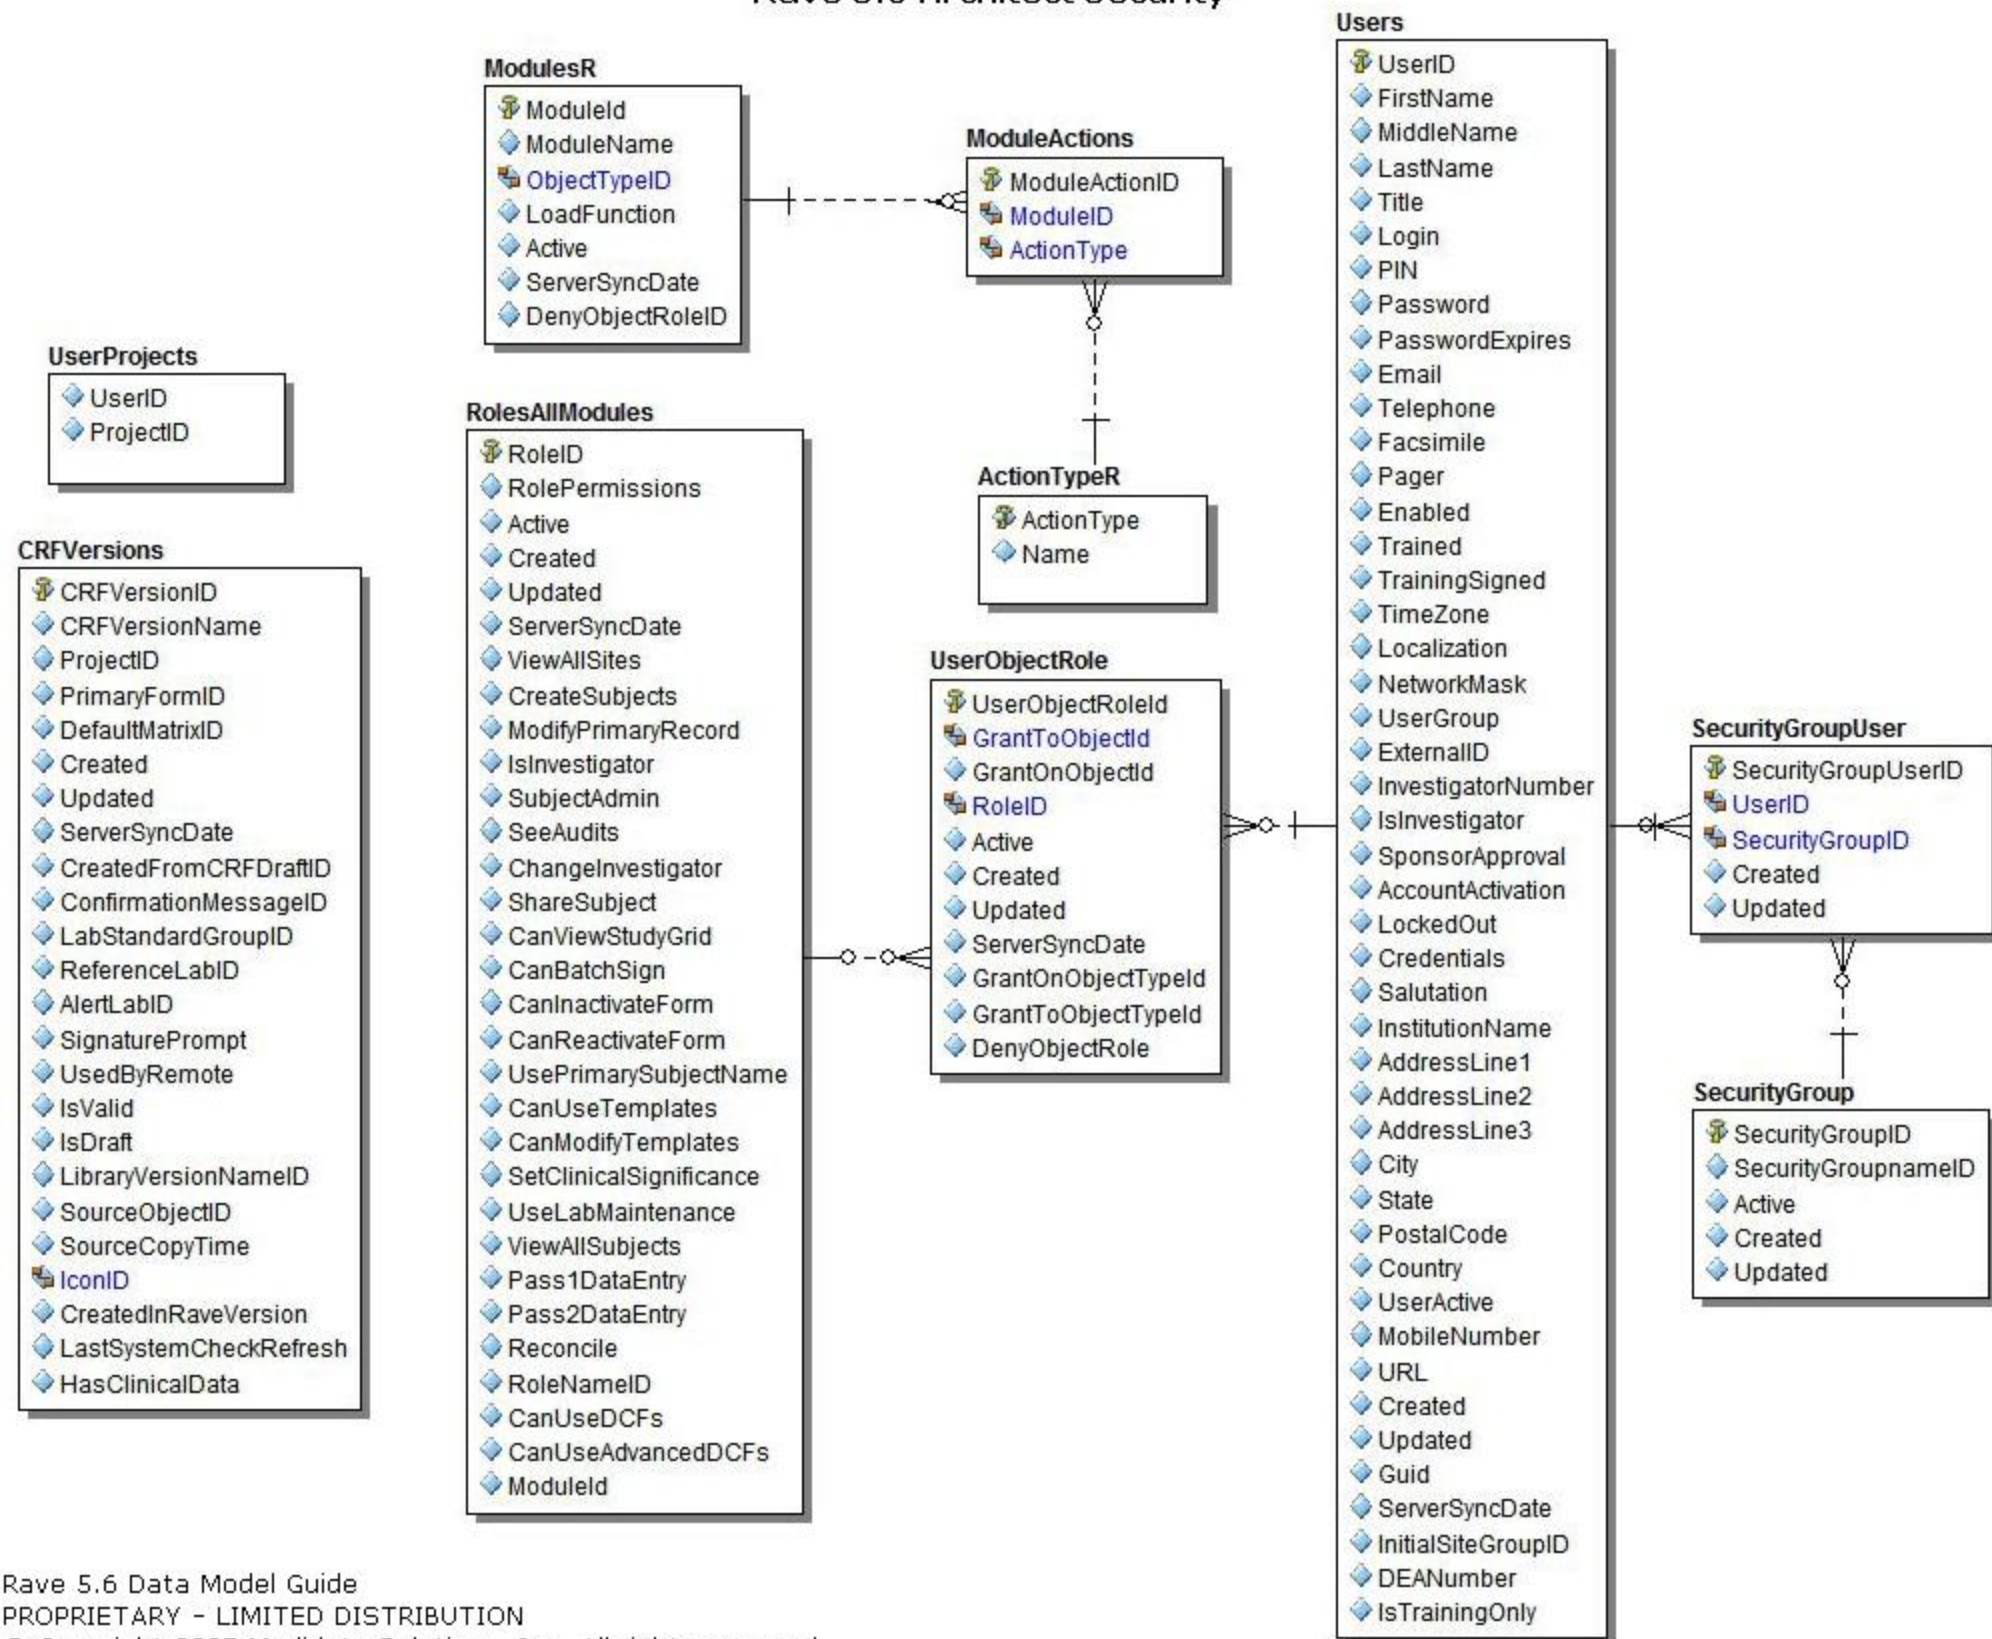 Rave 5.6 Architect Security
ModulesR
ModuleId
ModuleName
ObjectTypeID
LoadFunction
Active
ServerSyncDate
DenyObjectRoleID
ModuleActions
ModuleActionID
ModuleID
ActionType
UserProjects
UserID
ProjectID
CRFVersions
CRFVersionID
CRFVersionName
ProjectID
PrimaryFormID
DefaultMatrixID
Created
Updated
ServerSyncDate
CreatedFromCRFDraftID
ConfirmationMessageID
LabStandardGroupID
ReferenceLabID
AlertLabID
SignaturePrompt
UsedByRemote
IsValid
IsDraft
LibraryVersionNameID
SourceObjectID
SourceCopyTime
IconID
CreatedInRaveVersion
LastSystemCheckRefresh
HasClinicalData
RolesAllModules
RoleID
RolePermissions
Active
Created
Updated
ServerSyncDate
ViewAllSites
CreateSubjects
ModifyPrimaryRecord
IsInvestigator
SubjectAdmin
SeeAudits
ChangeInvestigator
ShareSubject
CanViewStudyGrid
CanBatchSign
CanInactivateForm
CanReactivateForm
UsePrimarySubjectName
CanUseTemplates
CanModifyTemplates
SetClinicalSignificance
UseLabMaintenance
ViewAllSubjects
Pass1DataEntry
Pass2DataEntry
Reconcile
RoleNameID
CanUseDCFs
CanUseAdvancedDCFs
ModuleId
ActionTypeR
ActionType
Name
UserObjectRole
UserObjectRoleId
GrantToObjectId
GrantOnObjectId
RoleID
Active
Created
Updated
ServerSyncDate
GrantOnObjectTypeId
GrantToObjectTypeId
DenyObjectRole
Users
UserID
FirstName
MiddleName
LastName
Title
Login
PIN
Password
PasswordExpires
Email
Telephone
Facsimile
Pager
Enabled
Trained
TrainingSigned
TimeZone
Localization
NetworkMask
UserGroup
ExternalID
InvestigatorNumber
IsInvestigator
SponsorApproval
AccountActivation
LockedOut
Credentials
Salutation
InstitutionName
AddressLine1
AddressLine2
AddressLine3
City
State
PostalCode
Country
UserActive
MobileNumber
URL
Created
Updated
Guid
ServerSyncDate
InitialSiteGroupID
DEANumber
IsTrainingOnly
SecurityGroupUser
SecurityGroupUserID
UserID
SecurityGroupID
Created
Updated
SecurityGroup
SecurityGroupID
SecurityGroupnameID
Active
Created
Updated
Rave 5.6 Data Model Guide
PROPRIETARY - LIMITED DISTRIBUTION